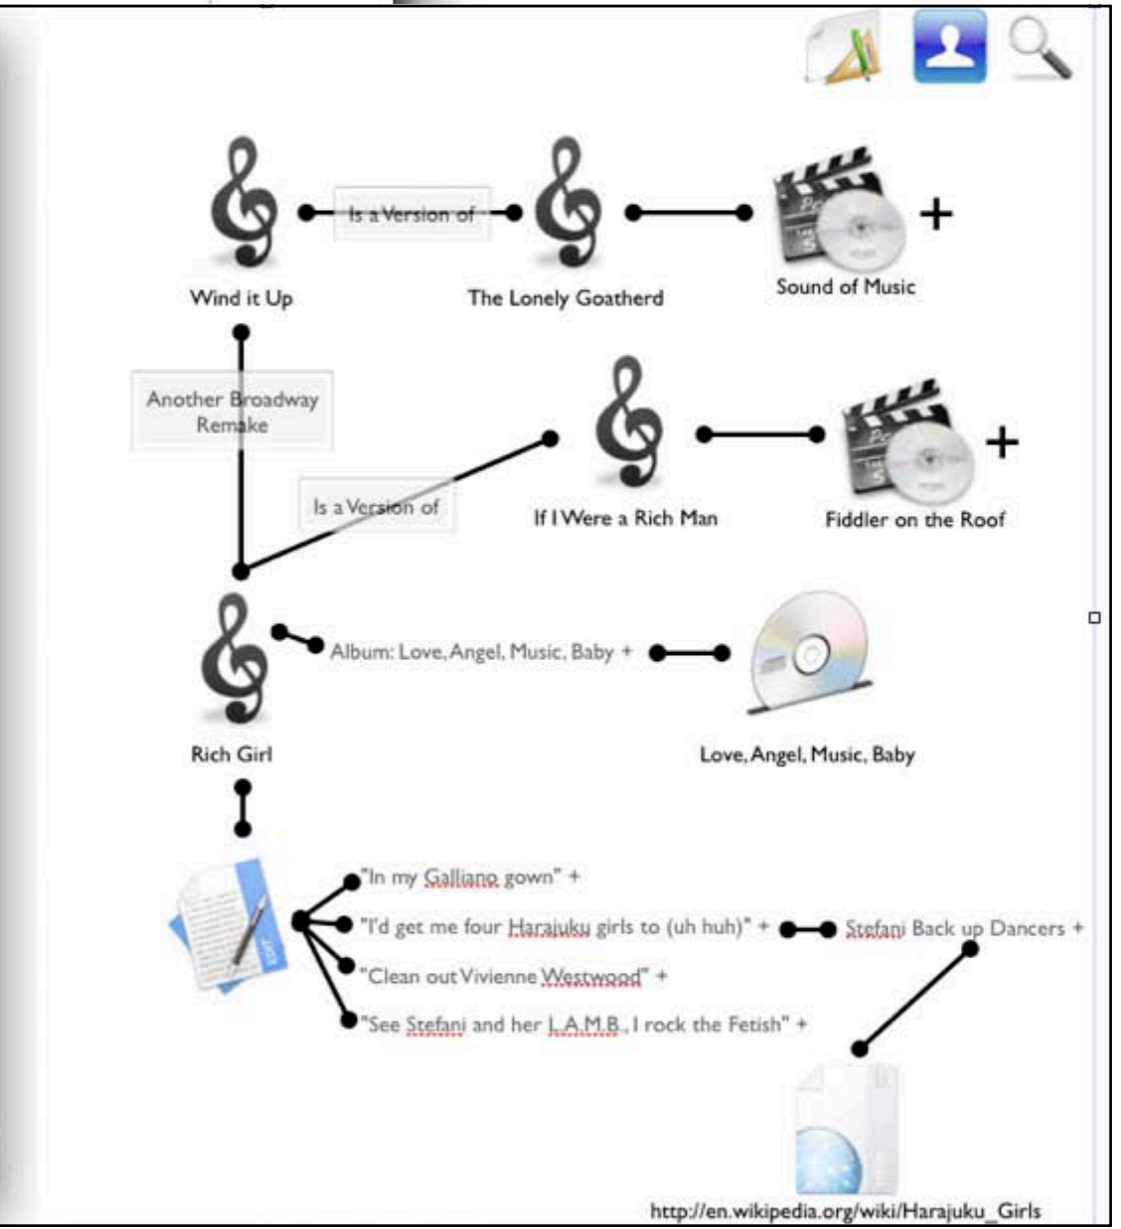 Is a Version of
Wind it Up
The Lonely Goatherd
Sound of Music
+
Another Broadway
Remake
Is a Version of
If I Were a Rich Man
Fiddler on the Roof
+
Album: Love, Angel, Music, Baby +
Rich Girl
Love, Angel, Music, Baby
"In my Galliano gown" +
"I'd get me four Harajuku girls to (uh huh)" +
Stefani Back up Dancers +
"Clean out Vivienne Westwood" +
"See Stefani and her L.A.M.B., I rock the Fetish" +
EDIT
http://en.wikipedia.org/wiki/Harajuku_Girls